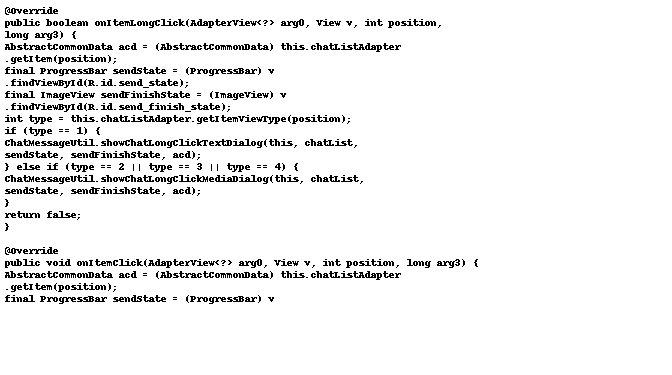 @Override
public boolean onItemLongClick(AdapterView<?> arg0, View v, int position,
long arg3) {
AbstractCommonData acd = (AbstractCommonData) this.chatListAdapter
.getItem(position);
final ProgressBar sendState = (ProgressBar) v
.findViewById(R.id.send_state);
final ImageView sendFinishState = (ImageView) v
.findViewById(R.id.send_finish_state);
int type = this.chatListAdapter.getItemViewType(position);
if (type == 1) {
ChatMessageUtil.showChatLongClickTextDialog(this, chatList,
sendState, sendFinishState, acd);
} else if (type == 2 || type == 3 || type == 4) {
ChatMessageUtil.showChatLongClickMediaDialog(this, chatList,
sendState, sendFinishState, acd);
}
return false;
}

@Override
public void onItemClick(AdapterView<?> arg0, View v, int position, long arg3) {
AbstractCommonData acd = (AbstractCommonData) this.chatListAdapter
.getItem(position);
final ProgressBar sendState = (ProgressBar) v